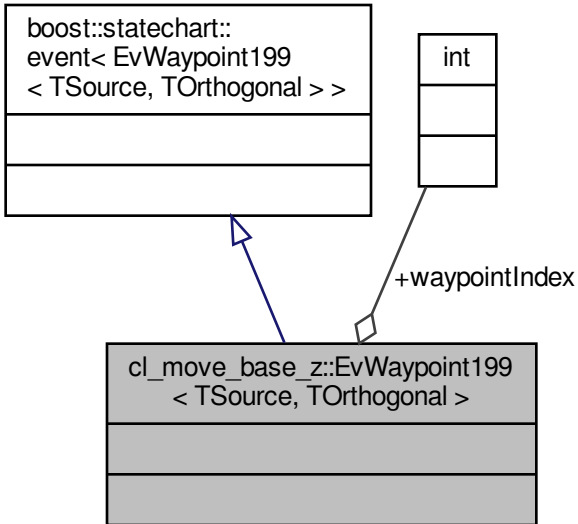 boost::statechart::
event< EvWaypoint199
< TSource, TOrthogonal > >
int
+waypointIndex
cl_move_base_z::EvWaypoint199
< TSource, TOrthogonal >